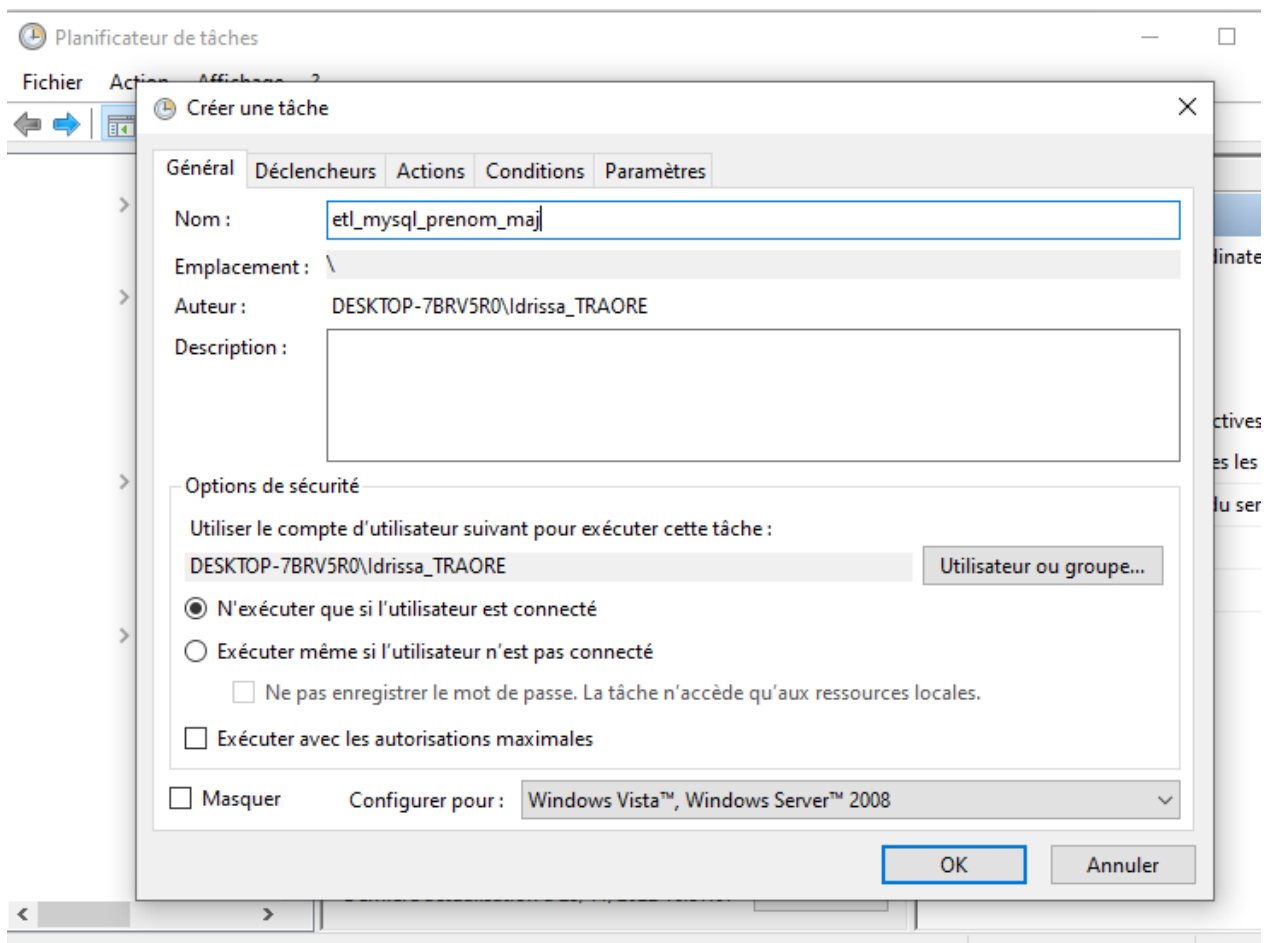 Planificateur de tâches
Fichier Action Affichage ?
Créer une tâche
Général Déclencheurs Actions Conditions Paramètres
Nom : etl_mysql_prenom_maj
Emplacement : \
Auteur : DESKTOP-7BRV5R0\Idrissa_TRAORE
Description :
Options de sécurité
Utiliser le compte d'utilisateur suivant pour exécuter cette tâche :
DESKTOP-7BRV5R0\Idrissa_TRAORE Utilisateur ou groupe...
N'exécuter que si l'utilisateur est connecté
Exécuter même si l'utilisateur n'est pas connecté
Ne pas enregistrer le mot de passe. La tâche n'accède qu'aux ressources locales.
Exécuter avec les autorisations maximales
Masquer Configurer pour : Windows Vista™, Windows Server™ 2008
OK Annuler